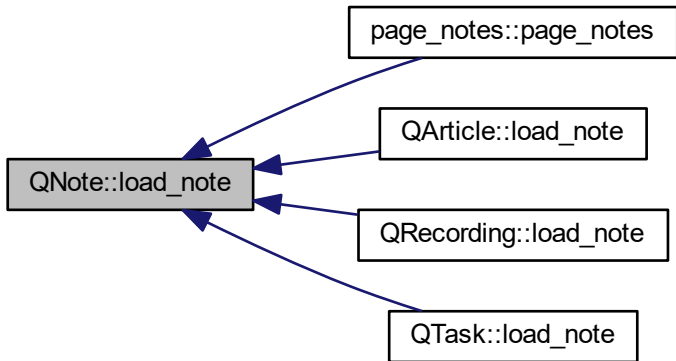 page_notes::page_notes
QArticle::load_note
QNote::load_note
QRecording::load_note
QTask::load_note